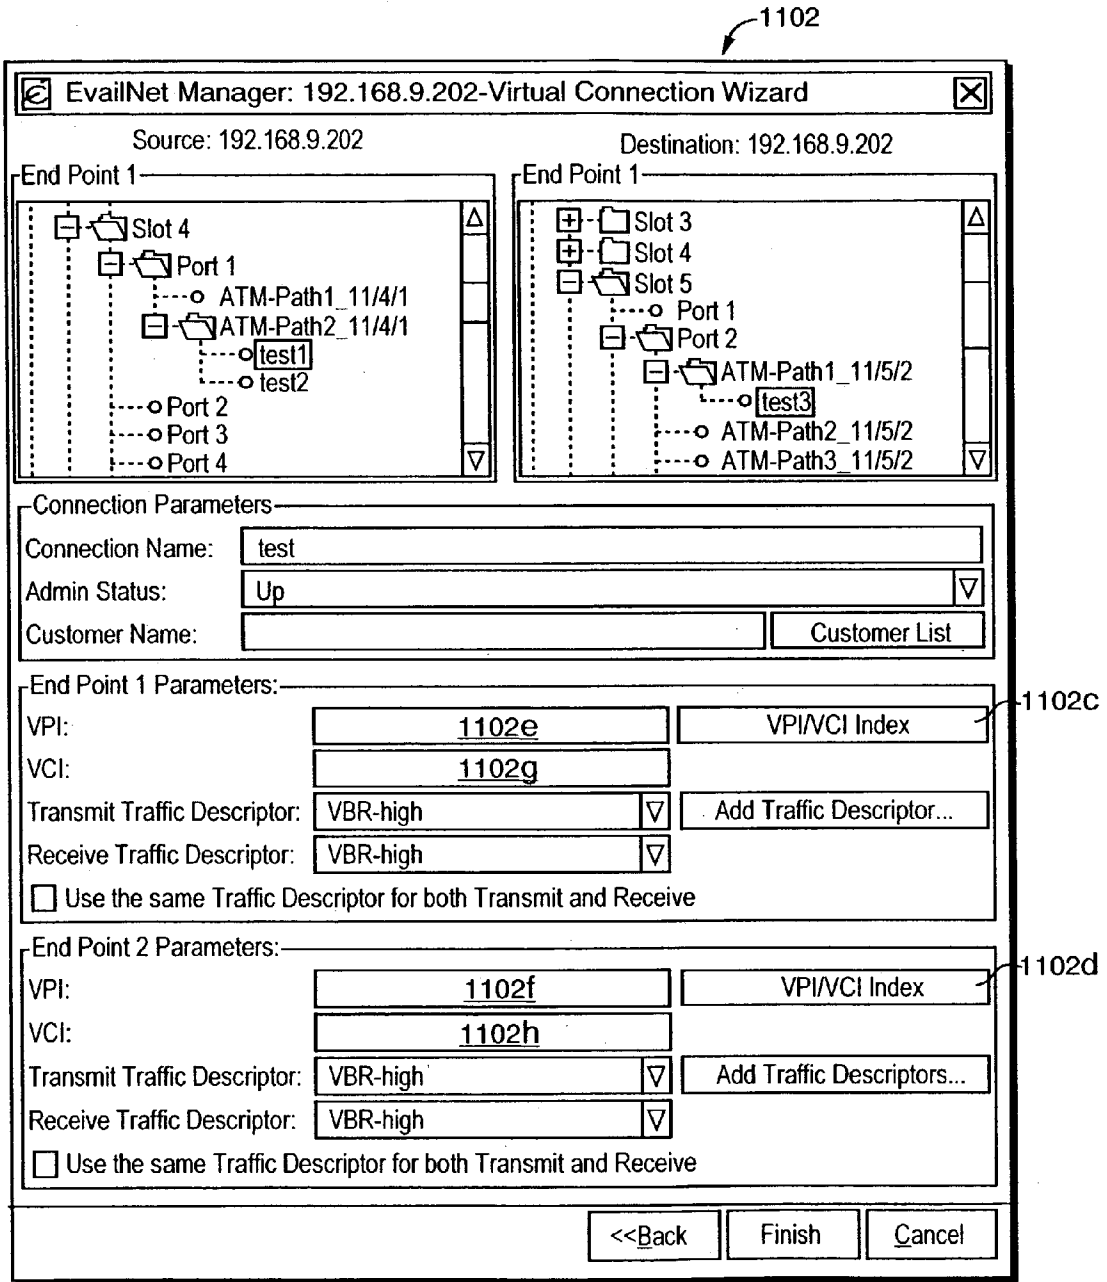 1102
EvailNet Manager: 192.168.9.202-Virtual Connection Wizard
Source: 192.168.9.202
Destination: 192.168.9.202
End Point 1
Slot 4
Port 1
ATM-Path1_11/4/1
ATM-Path2_11/4/1
test1
test2
Port 2
Port 3
Port 4
End Point 1
Slot 3
Slot 4
Slot 5
Port 1
Port 2
ATM-Path1_11/5/2
test3
ATM-Path2_11/5/2
ATM-Path3_11/5/2
Connection Parameters
Connection Name: test
Admin Status: Up
Customer Name: Customer List
End Point 1 Parameters:
1102c
VPI: 1102e VPI/VCI Index
VCI: 1102g
Transmit Traffic Descriptor: VBR-high Add Traffic Descriptor...
Receive Traffic Descriptor: VBR-high
Use the same Traffic Descriptor for both Transmit and Receive
End Point 2 Parameters:
1102d
VPI: 1102f VPI/VCI Index
VCI: 1102h
Transmit Traffic Descriptor: VBR-high Add Traffic Descriptors...
Receive Traffic Descriptor: VBR-high
Use the same Traffic Descriptor for both Transmit and Receive
<<Back Finish Cancel